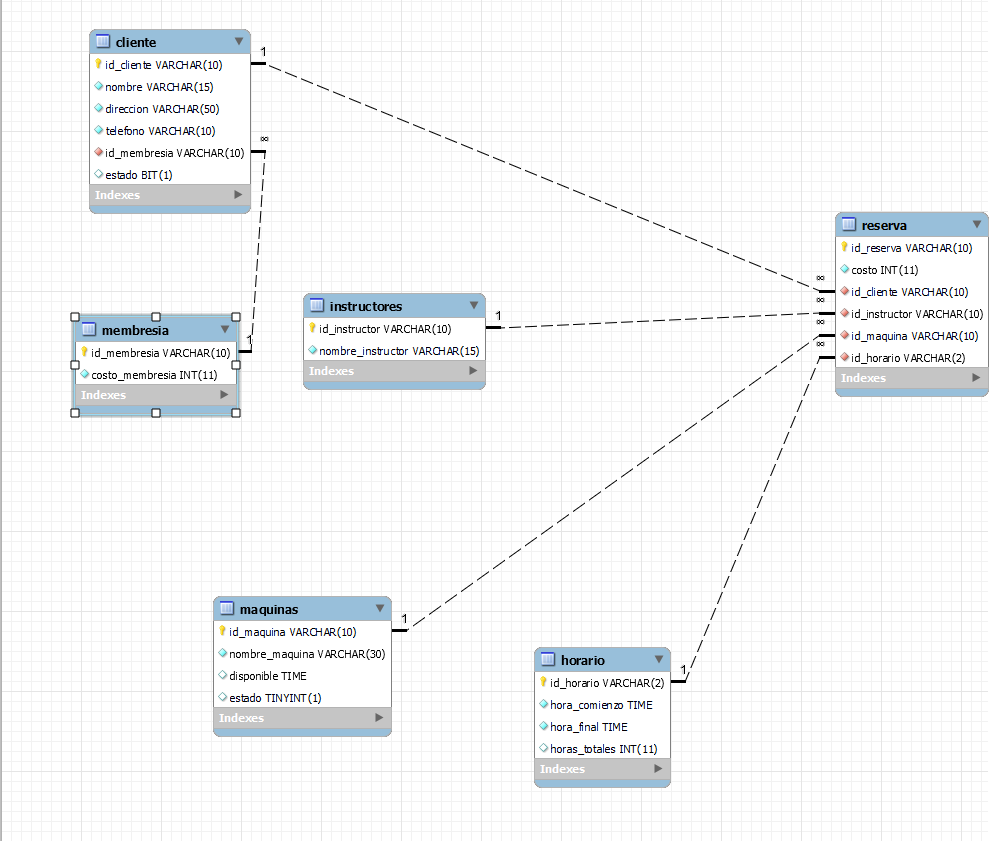 cliente
id_cliente VARCHAR(10)
nombre VARCHAR(15)
direccion VARCHAR(50)
telefono VARCHAR(10)
id_membresia VARCHAR(10)
estado BIT(1)
Indexes
1
∞
membresia
id_membresia VARCHAR(10)
costo_membresia INT(11)
Indexes
1
instructores
id_instructor VARCHAR(10)
nombre_instructor VARCHAR(15)
Indexes
1
reserva
id_reserva VARCHAR(10)
costo INT(11)
id_cliente VARCHAR(10)
id_instructor VARCHAR(10)
id_maquina VARCHAR(10)
id_horario VARCHAR(2)
Indexes
∞
∞
∞
∞
maquinas
id_maquina VARCHAR(10)
nombre_maquina VARCHAR(30)
disponible TIME
estado TINYINT(1)
Indexes
1
horario
id_horario VARCHAR(2)
hora_comienzo TIME
hora_final TIME
horas_totales INT(11)
Indexes
1